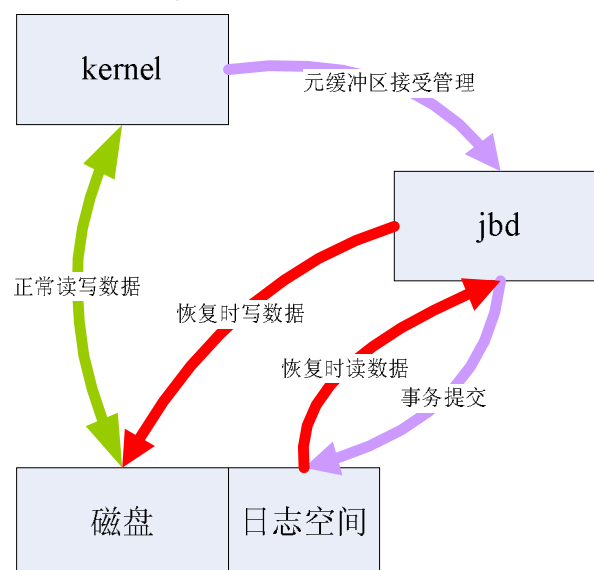 kernel
元缓冲区接受管理
jbd
正常读写数据
恢复时写数据
恢复时读数据
事务提交
磁盘
日志空间